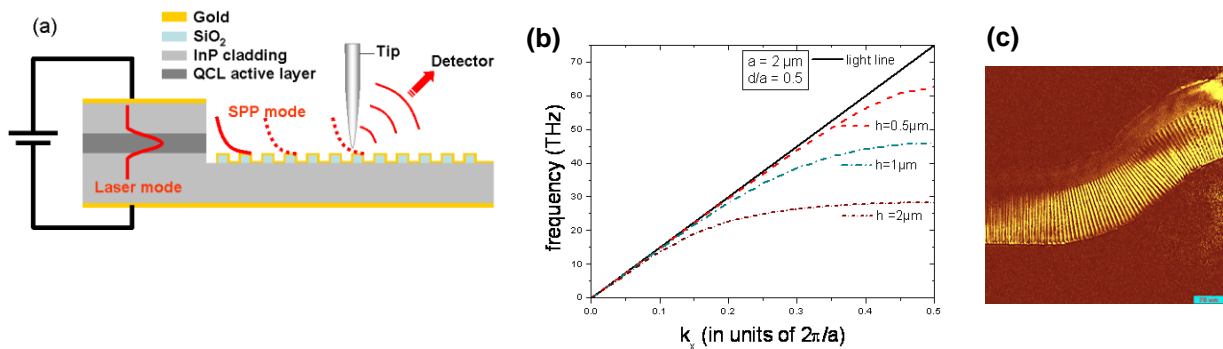 (a)
Gold
SiO₂
InP cladding
QCL active layer
Tip
Detector
SPP mode
Laser mode
(b)
a = 2 μm
d/a = 0.5
light line
h=0.5μm
h=1μm
h =2μm
frequency (THz)
70
60
50
40
30
20
10
0
0.0 0.1 0.2 0.3 0.4 0.5
kₓ (in units of 2π/a)
(c)